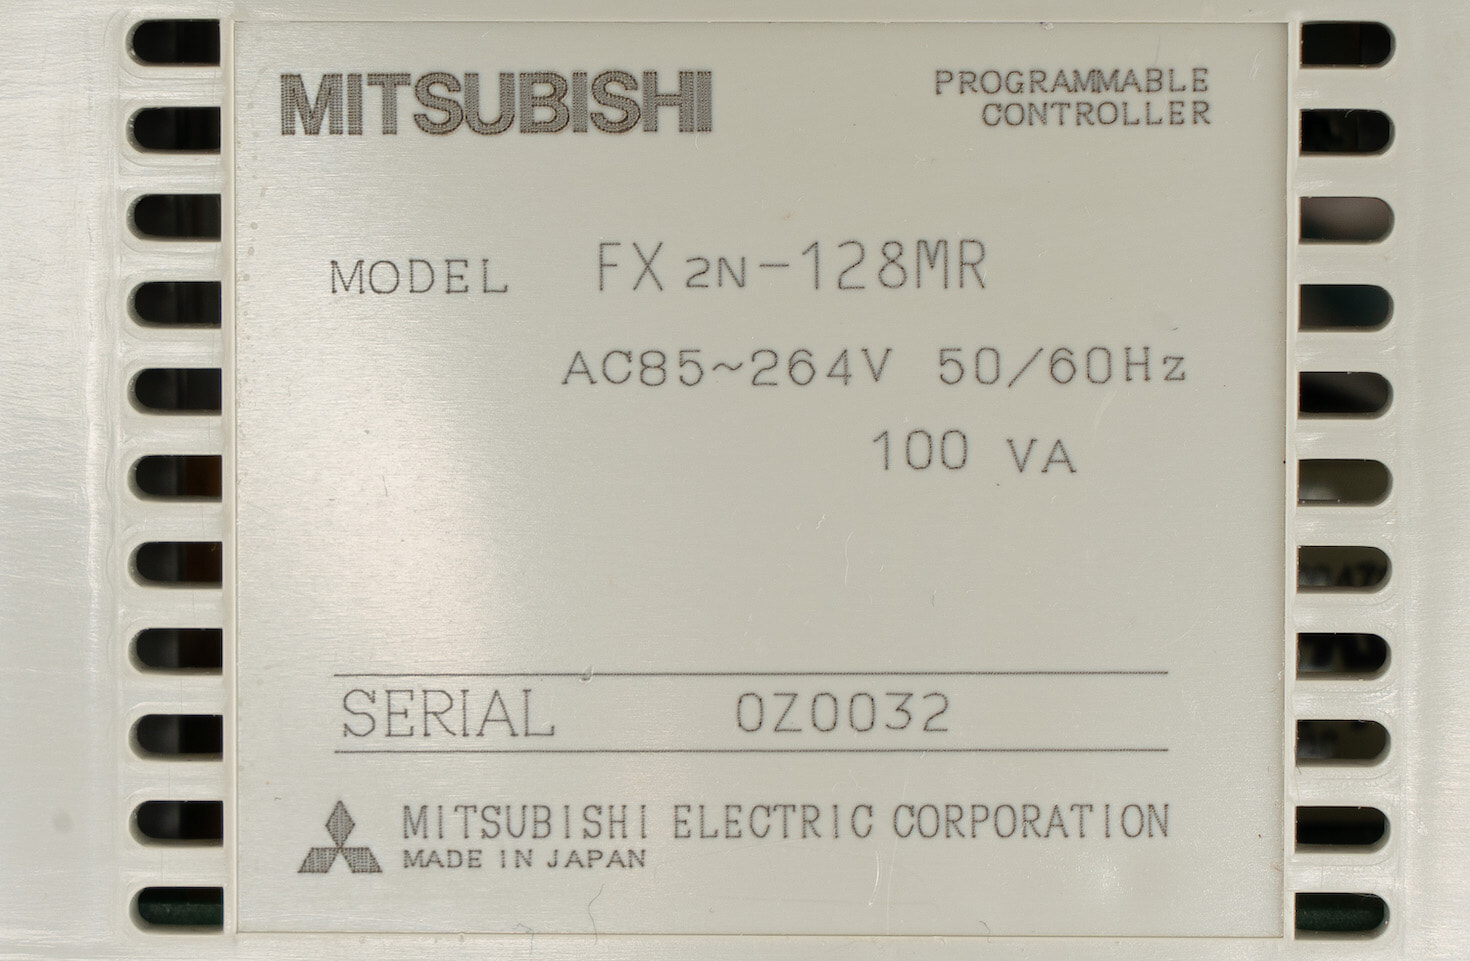 MITSUBISHI
PROGRAMMABLE
CONTROLLER
MODEL FX2N-128MR
AC85~264V 50/60Hz
100 VA
SERIAL 0Z0032
MITSUBISHI ELECTRIC CORPORATION
MADE IN JAPAN